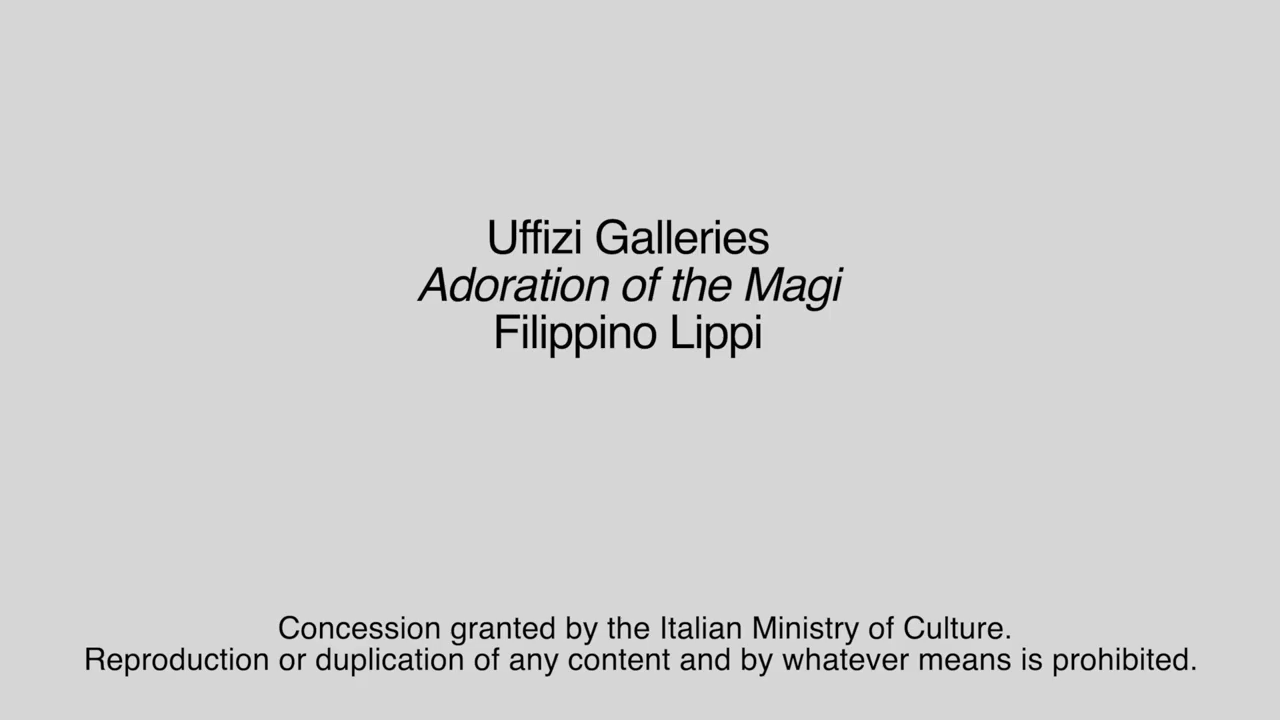 Uffizi Galleries
Adoration of the Magi
Filippino Lippi
Concession granted by the Italian Ministry of Culture.
Reproduction or duplication of any content and by whatever means is prohibited.